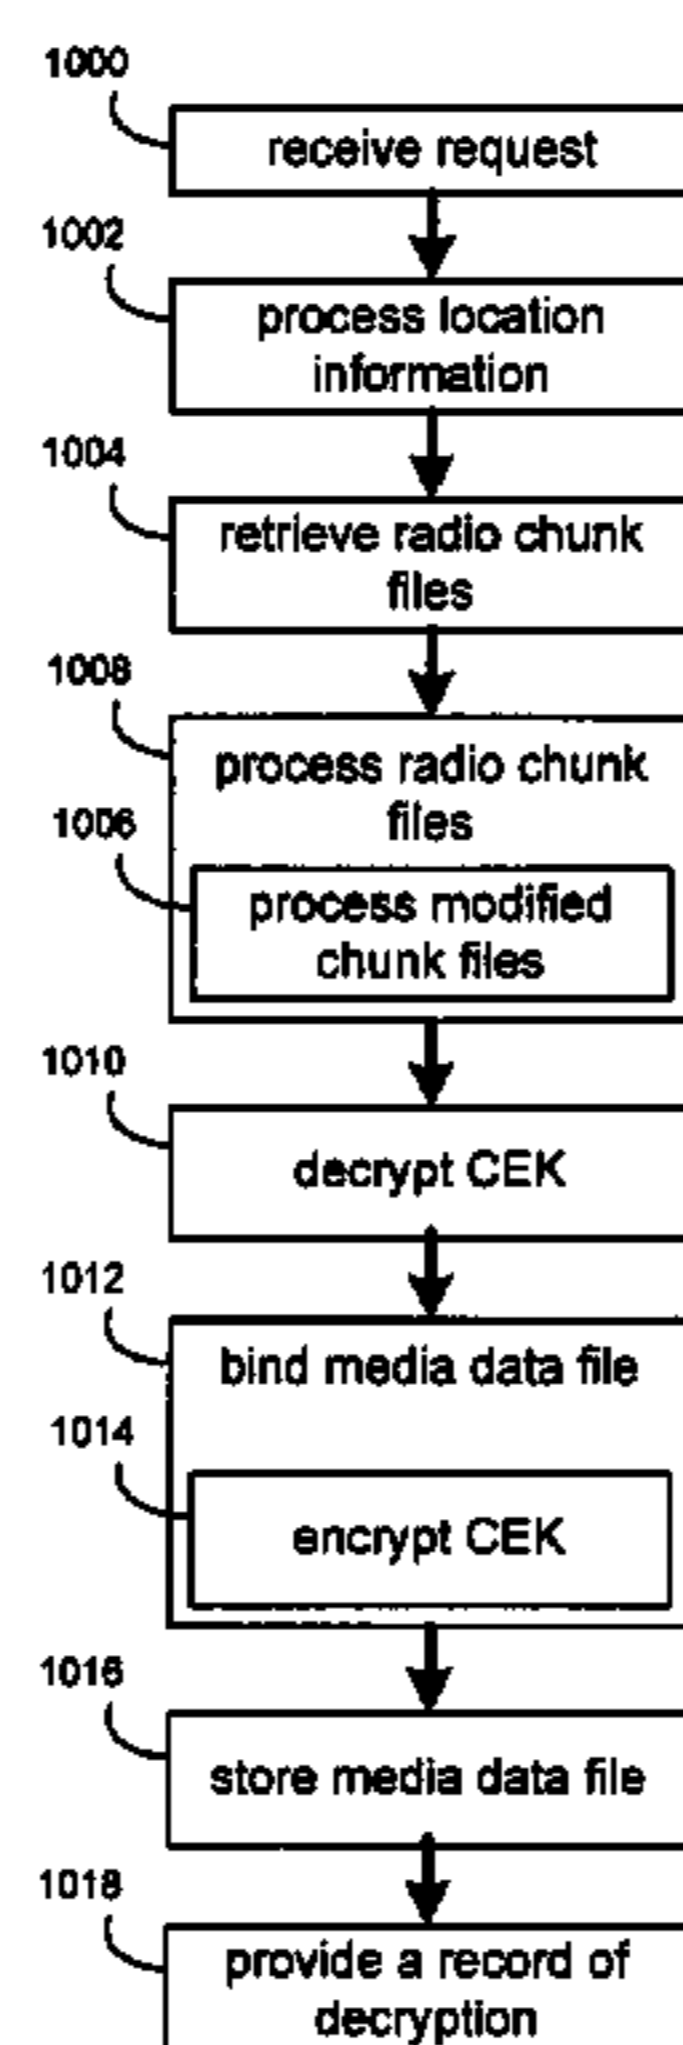 1000
receive request
1002
process location
information
1004
retrieve radio chunk
files
1008
process radio chunk
files
1006
process modified
chunk files
1010
decrypt CEK
1012
bind media data file
1014
encrypt CEK
1016
store media data file
1018
provide a record of
decryption